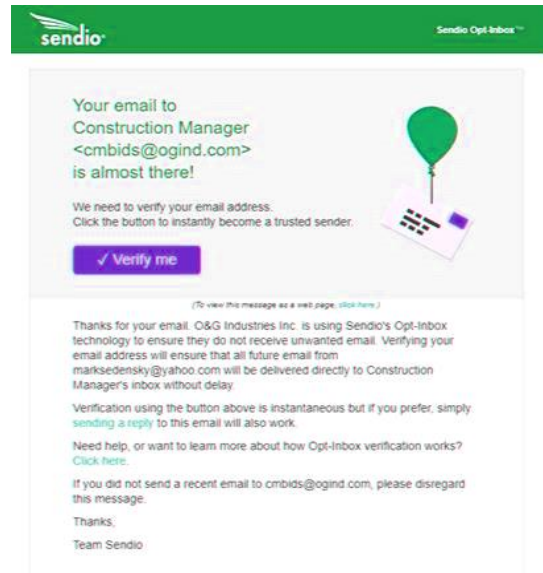 sendio
Sendio Opt-Inbox™
Your email to
Construction Manager
<cmbids@ogind.com>
is almost there!
We need to verify your email address.
Click the button to instantly become a trusted sender.
✓ Verify me
(To view this message as a web page, click here.)
Thanks for your email. O&G Industries Inc. is using Sendio's Opt-Inbox
technology to ensure they do not receive unwanted email. Verifying your
email address will ensure that all future email from
marksedensky@yahoo.com will be delivered directly to Construction
Manager's inbox without delay.
Verification using the button above is instantaneous but if you prefer, simply
sending a reply to this email will also work.
Need help, or want to learn more about how Opt-Inbox verification works?
Click here.
If you did not send a recent email to cmbids@ogind.com, please disregard
this message.
Thanks,
Team Sendio